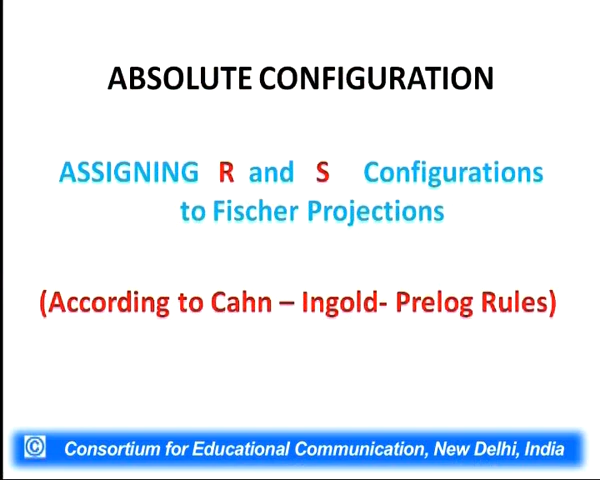 ABSOLUTE CONFIGURATION
ASSIGNING R and S Configurations
to Fischer Projections
(According to Cahn – Ingold- Prelog Rules)
© Consortium for Educational Communication, New Delhi, India